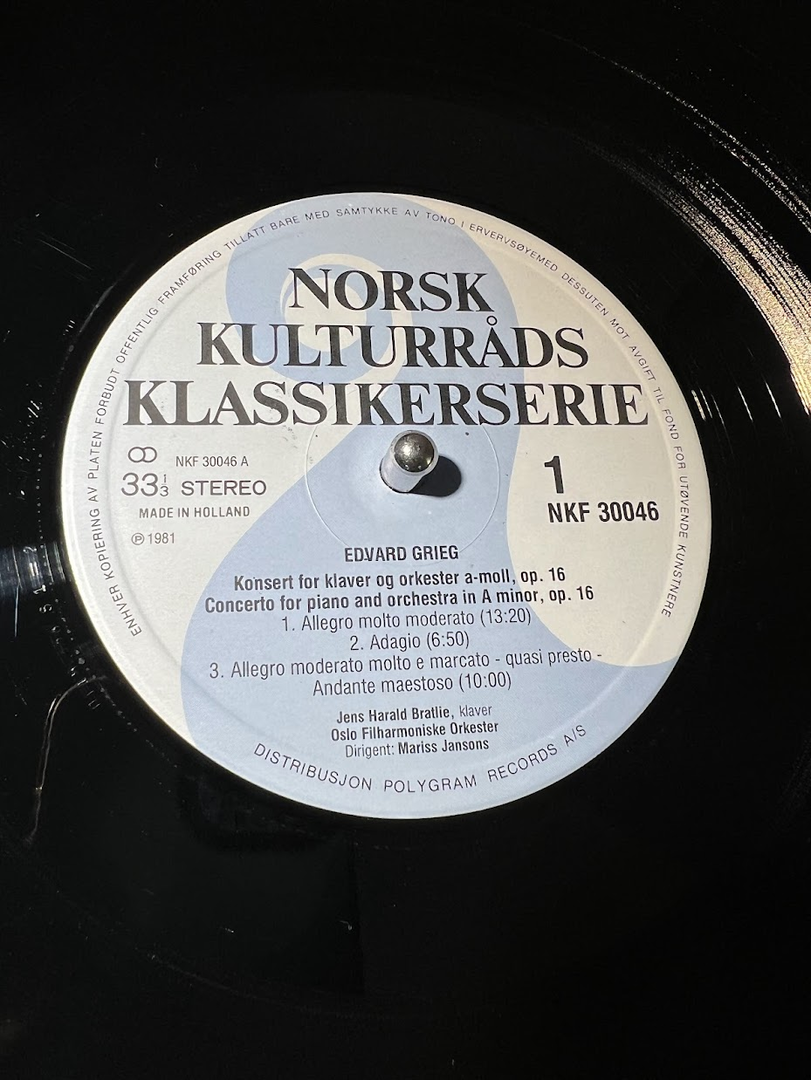 ENHVER KOPIERING AV PLATEN FORBUDT OFFENTLIG FRAMFØRING TILLATT BARE MED SAMTYKKE AV TONO I ERVERVSØYEMED DESSUTEN MOT AVGIFT TIL FOND FOR UTØVENDE KUNSTNERE
NORSK
KULTURRÅDS
KLASSIKERSERIE
NKF 30046 A
33 1/3 STEREO
MADE IN HOLLAND
℗ 1981
1
NKF 30046
EDVARD GRIEG
Konsert for klaver og orkester a-moll, op. 16
Concerto for piano and orchestra in A minor, op. 16
1. Allegro molto moderato (13:20)
2. Adagio (6:50)
3. Allegro moderato molto e marcato - quasi presto -
Andante maestoso (10:00)
Jens Harald Bratlie, klaver
Oslo Filharmoniske Orkester
Dirigent: Mariss Jansons
DISTRIBUSJON POLYGRAM RECORDS A/S